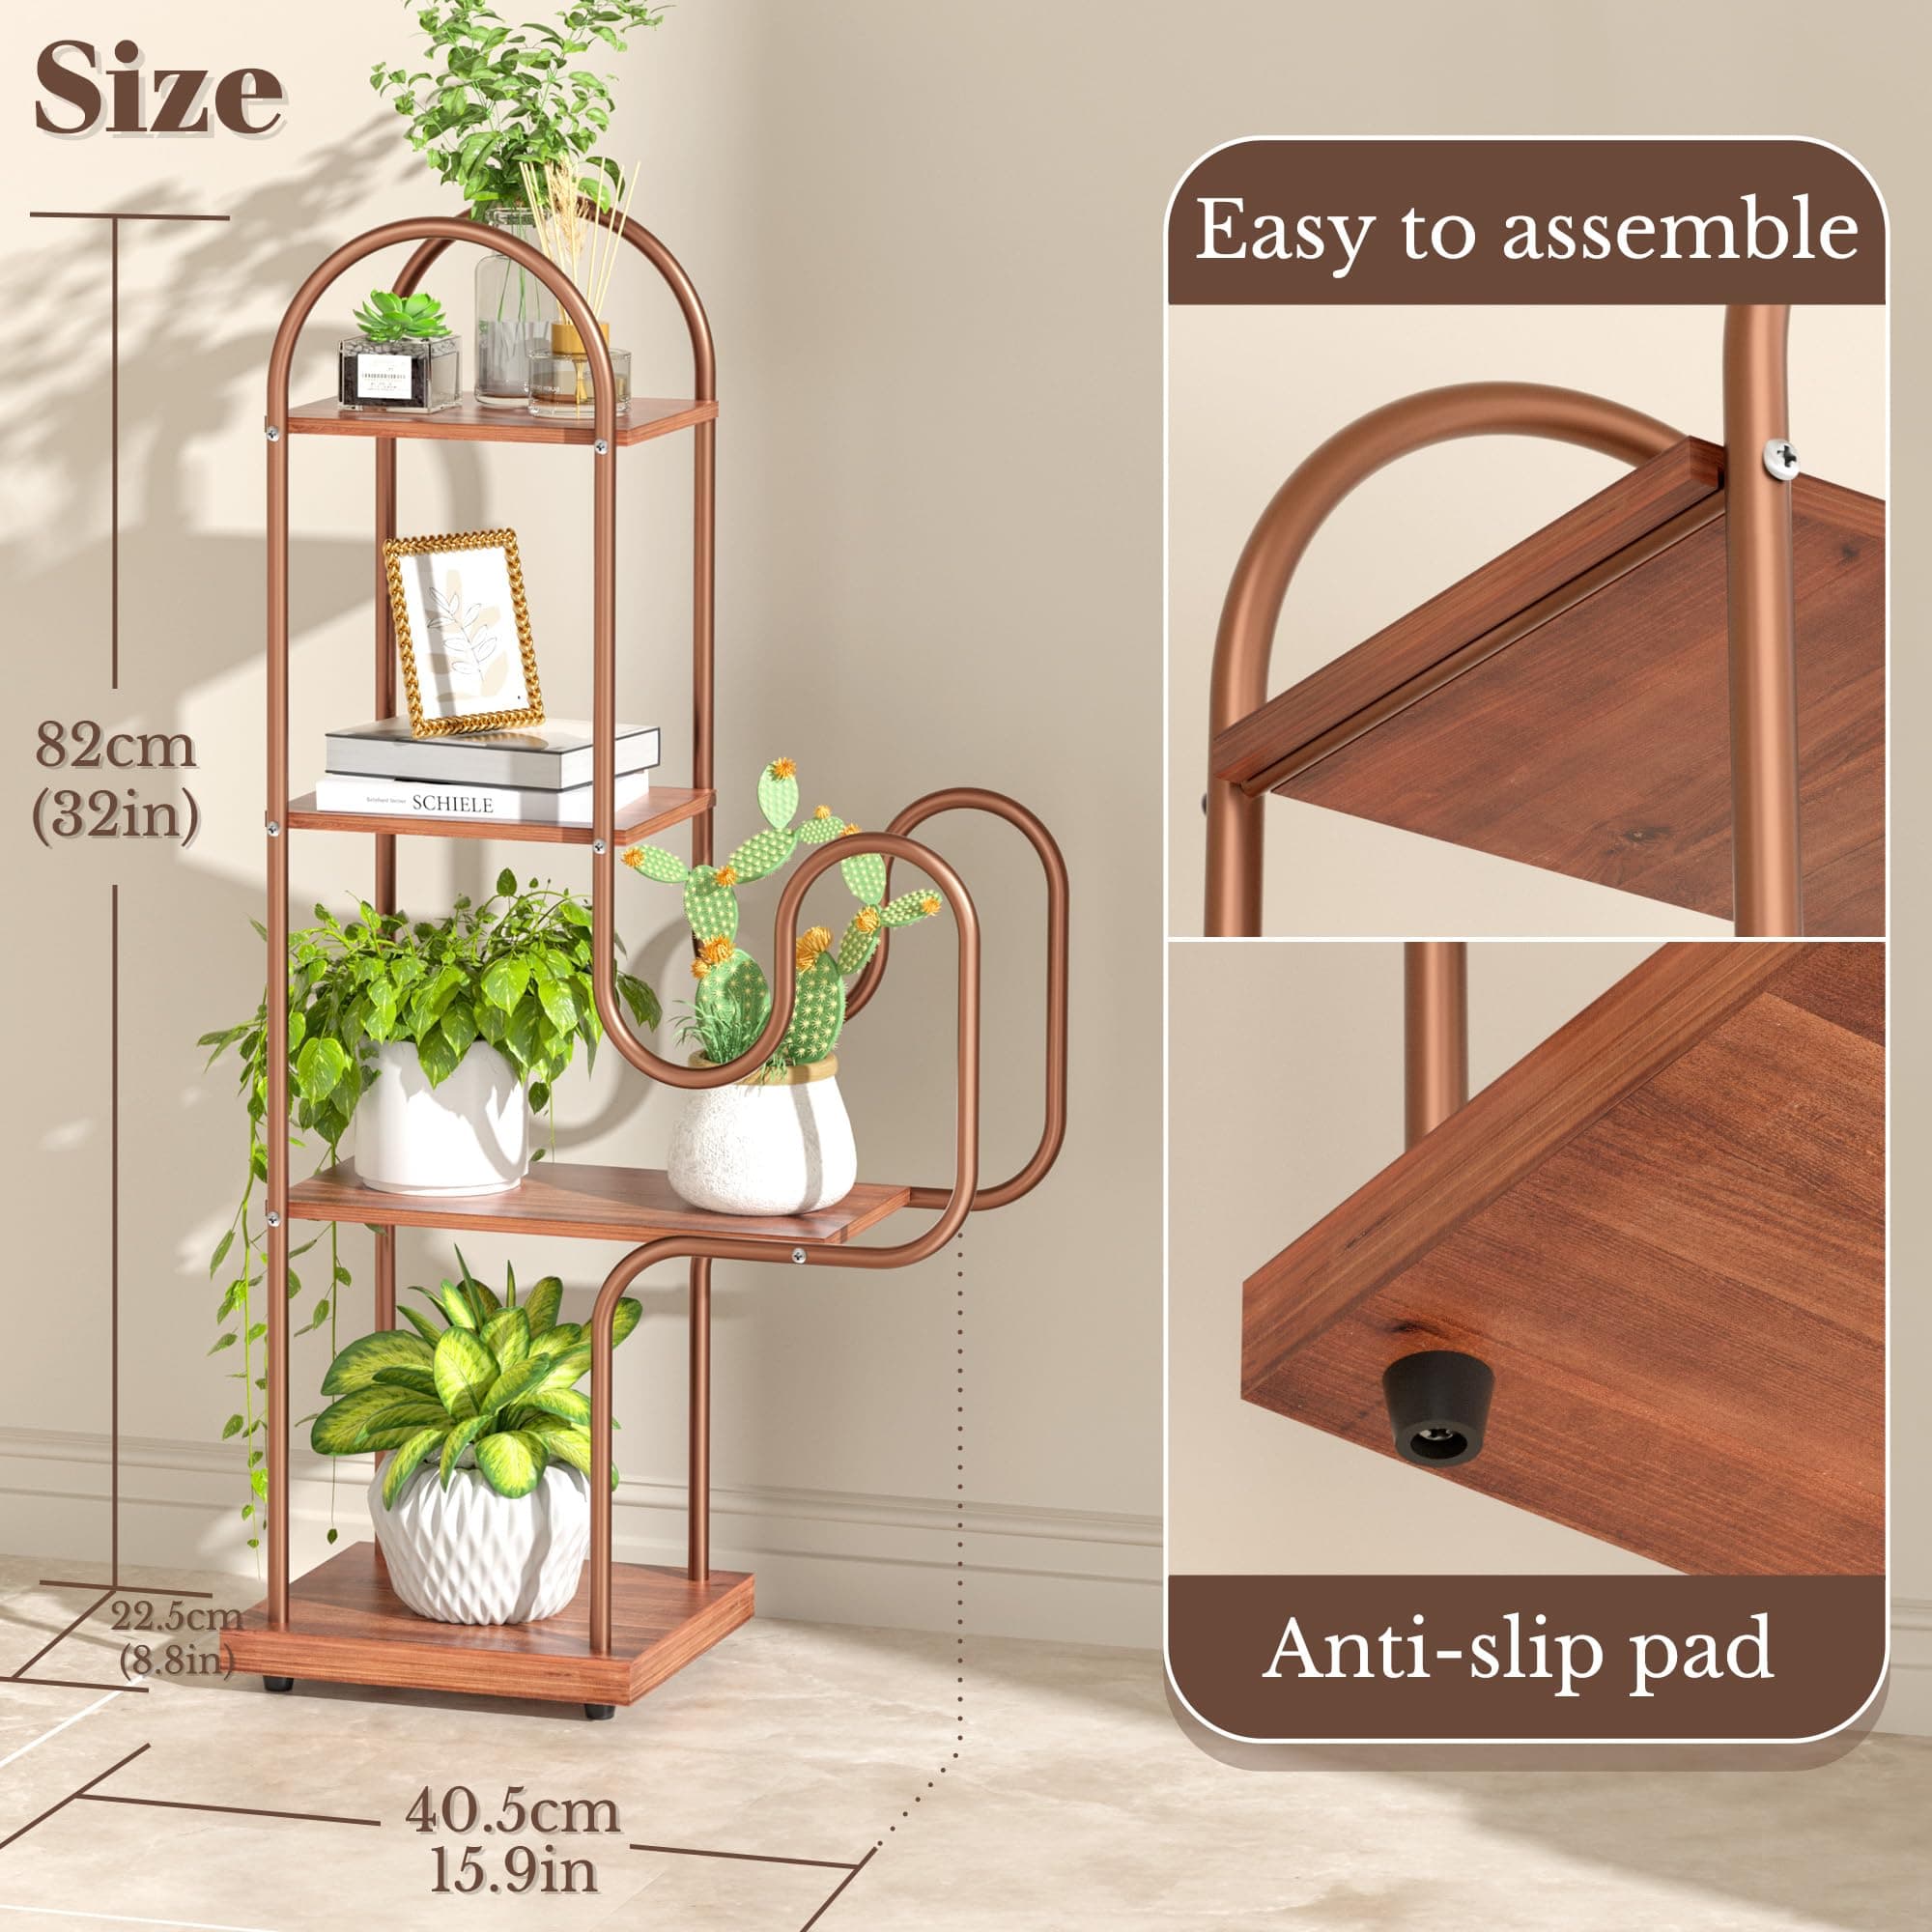 Size
82cm
(32in)
SCHIELE
22.5cm
(8.8in)
40.5cm
15.9in
Easy to assemble
Anti-slip pad